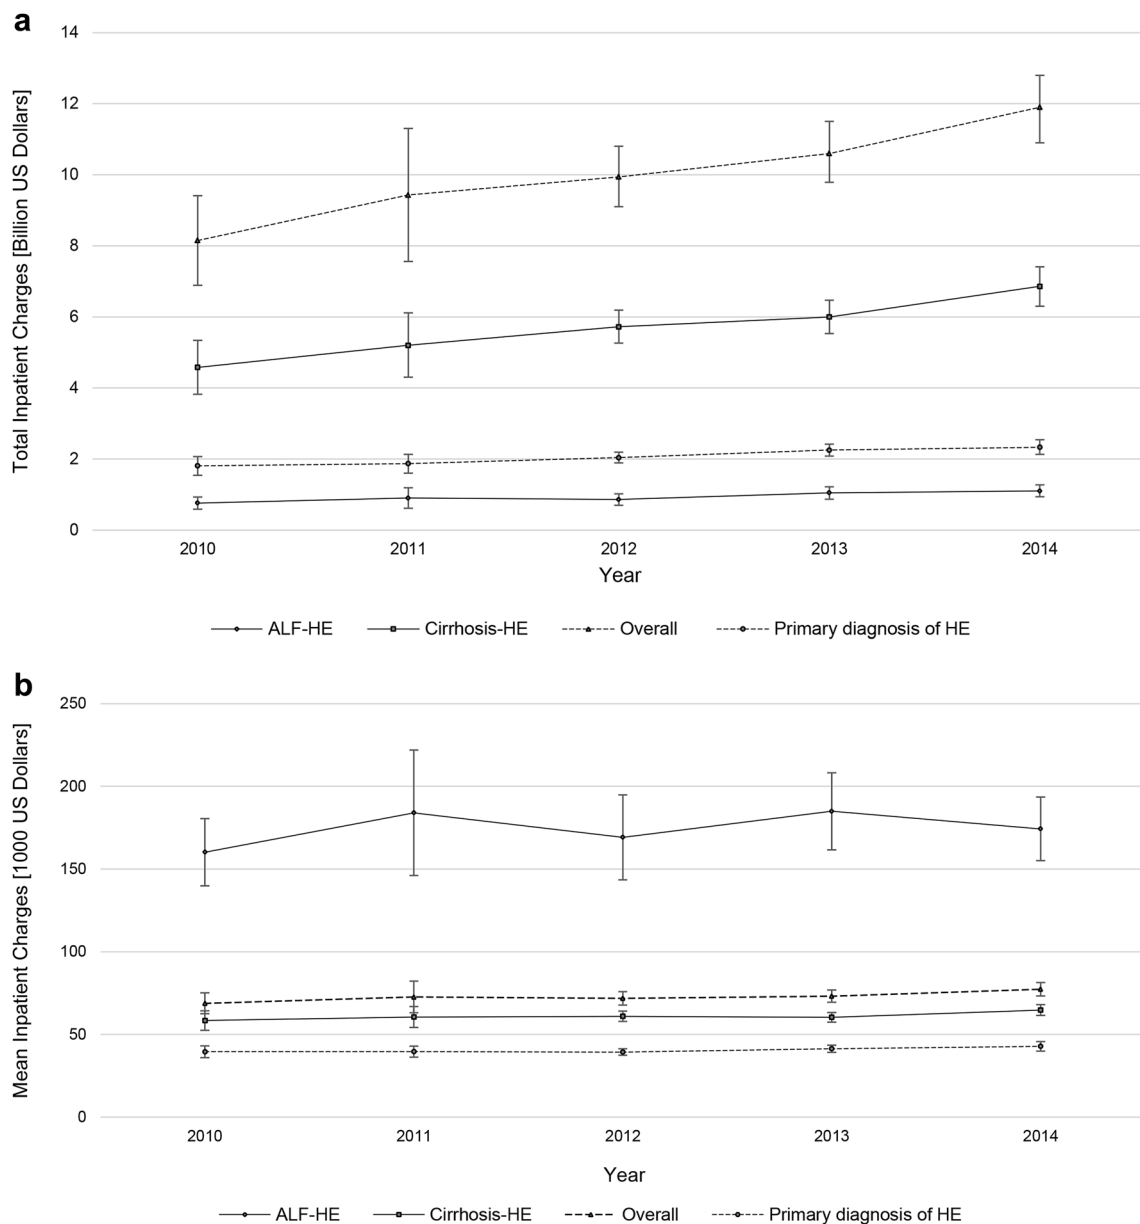 a
Total Inpatient Charges [Billion US Dollars]
14
12
10
8
6
4
2
0
2010 2011 2012 2013 2014
Year
ALF-HE Cirrhosis-HE Overall Primary diagnosis of HE
b
Mean Inpatient Charges [1000 US Dollars]
250
200
150
100
50
0
2010 2011 2012 2013 2014
Year
ALF-HE Cirrhosis-HE Overall Primary diagnosis of HE